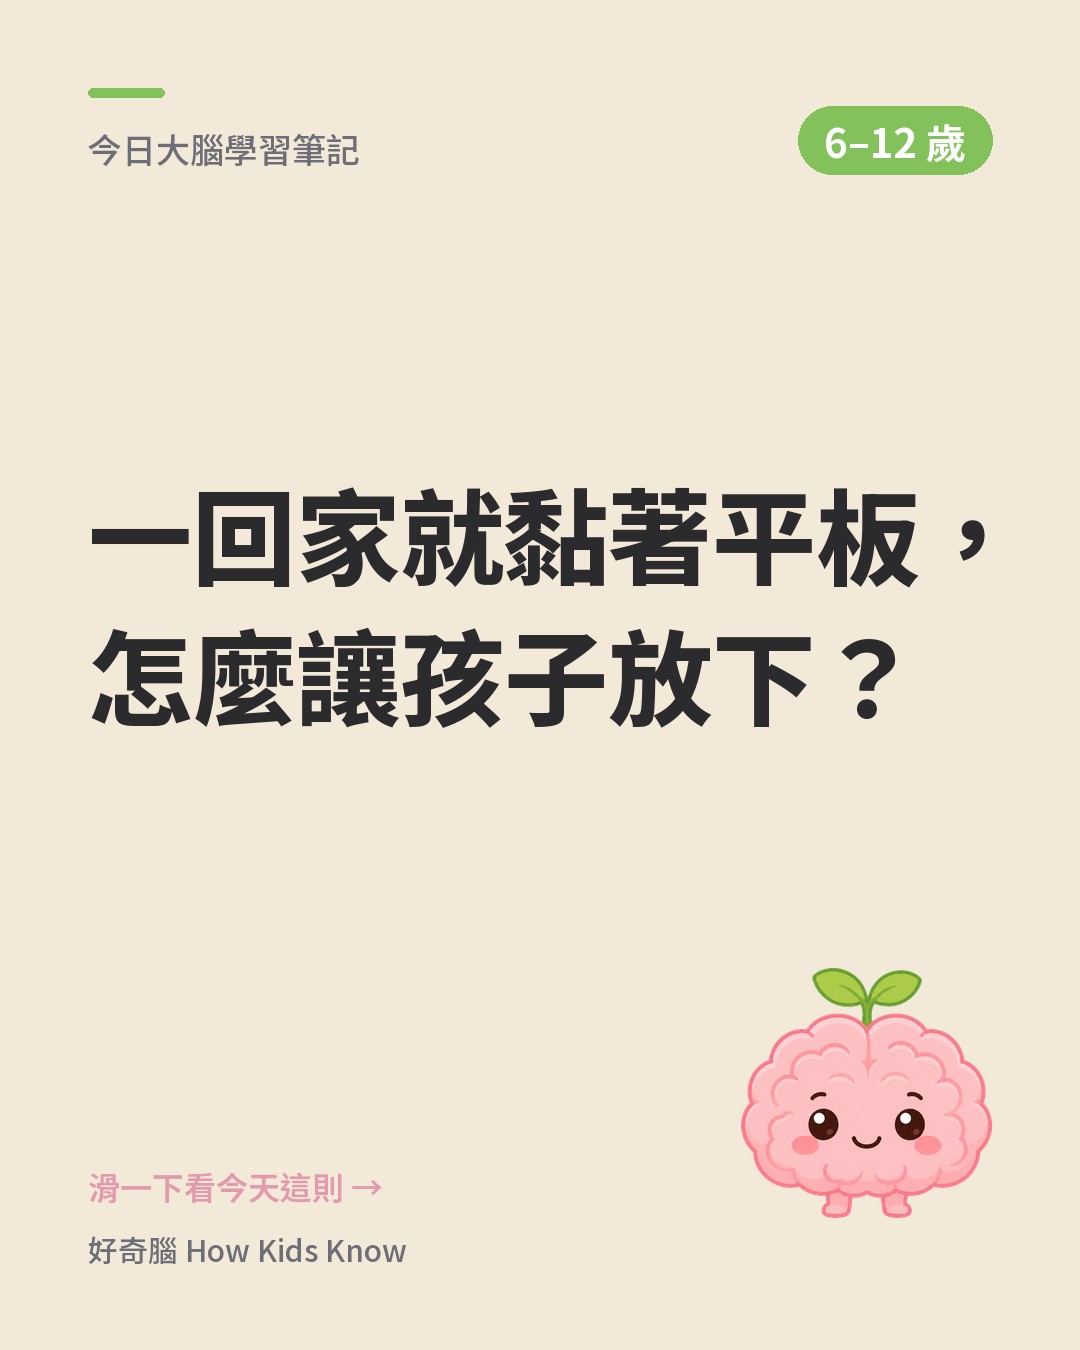 今日大腦學習筆記
6–12 歲
一回家就黏著平板，
怎麼讓孩子放下？
滑一下看今天這則 →
好奇腦 How Kids Know